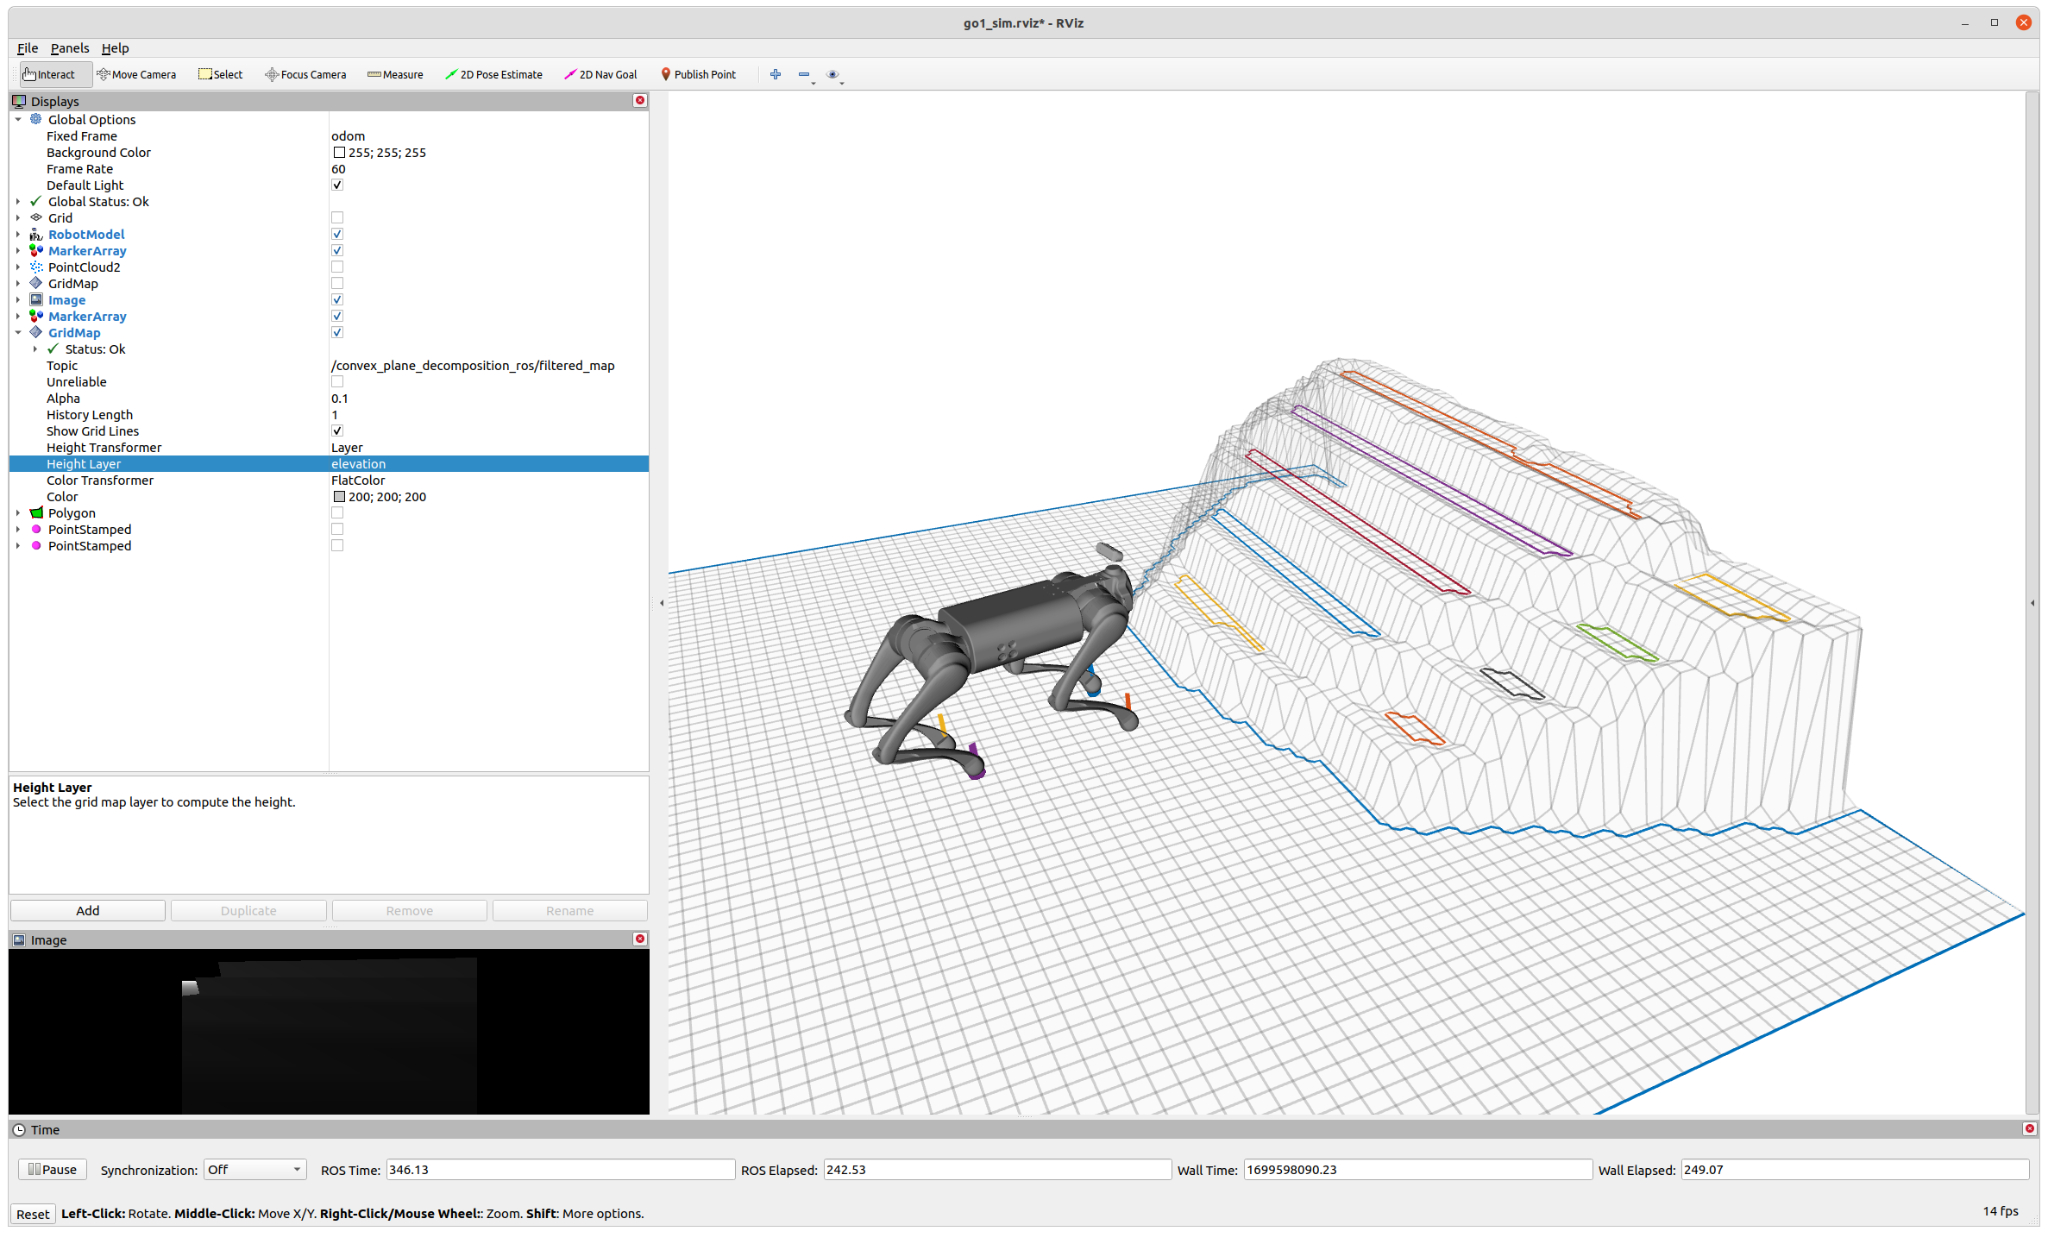 go1_sim.rviz* - RViz
File Panels Help
Interact Move Camera Select Focus Camera Measure 2D Pose Estimate 2D Nav Goal Publish Point
Displays
Global Options
Fixed Frame odom
Background Color 255; 255; 255
Frame Rate 60
Default Light
Global Status: Ok
Grid
RobotModel
MarkerArray
PointCloud2
GridMap
Image
MarkerArray
GridMap
Status: Ok
Topic /convex_plane_decomposition_ros/filtered_map
Unreliable
Alpha 0.1
History Length 1
Show Grid Lines
Height Transformer Layer
Height Layer elevation
Color Transformer FlatColor
Color 200; 200; 200
Polygon
PointStamped
PointStamped
Height Layer
Select the grid map layer to compute the height.
Add Duplicate Remove Rename
Image
Time
Pause Synchronization: Off ROS Time: 346.13 ROS Elapsed: 242.53 Wall Time: 1699598090.23 Wall Elapsed: 249.07
Reset Left-Click: Rotate. Middle-Click: Move X/Y. Right-Click/Mouse Wheel:: Zoom. Shift: More options. 14 fps